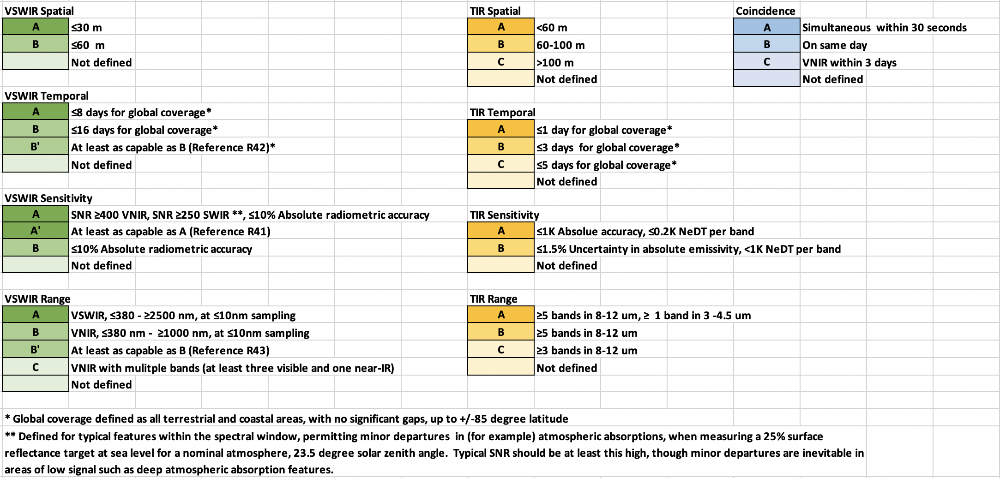 VSWIR Spatial
A ≤30 m
B ≤60  m
Not defined
VSWIR Temporal
A ≤8 days for global coverage*
B ≤16 days for global coverage*
B' At least as capable as B (Reference R42)*
Not defined
VSWIR Sensitivity
A SNR ≥400 VNIR, SNR ≥250 SWIR **, ≤10% Absolute radiometric accuracy
A' At least as capable as A (Reference R41)
B ≤10% Absolute radiometric accuracy
Not defined
VSWIR Range
A VSWIR, ≤380 - ≥2500 nm, at ≤10nm sampling
B VNIR, ≤380 nm -  ≥1000 nm, at ≤10nm sampling
B' At least as capable as B (Reference R43)
C VNIR with mulitple bands (at least three visible and one near-IR)
Not defined
TIR Spatial
A <60 m
B 60-100 m
C >100 m
Not defined
TIR Temporal
A ≤1 day for global coverage*
B ≤3 days  for global coverage*
C ≤5 days for global coverage*
Not defined
TIR Sensitivity
A ≤1K Absolue accuracy, ≤0.2K NeDT per band
B ≤1.5% Uncertainty in absolute emissivity, <1K NeDT per band
Not defined
TIR Range
A ≥5 bands in 8-12 um, ≥  1 band in 3 -4.5 um
B ≥5 bands in 8-12 um
C ≥3 bands in 8-12 um
Not defined
Coincidence
A Simultaneous  within 30 seconds
B On same day
C VNIR within 3 days
Not defined
* Global coverage defined as all terrestrial and coastal areas, with no significant gaps, up to +/-85 degree latitude
** Defined for typical features within the spectral window, permitting minor departures  in (for example) atmospheric absorptions, when measuring a 25% surface
reflectance target at sea level for a nominal atmosphere, 23.5 degree solar zenith angle.  Typical SNR should be at least this high, though minor departures are inevitable in
areas of low signal such as deep atmospheric absorption features.